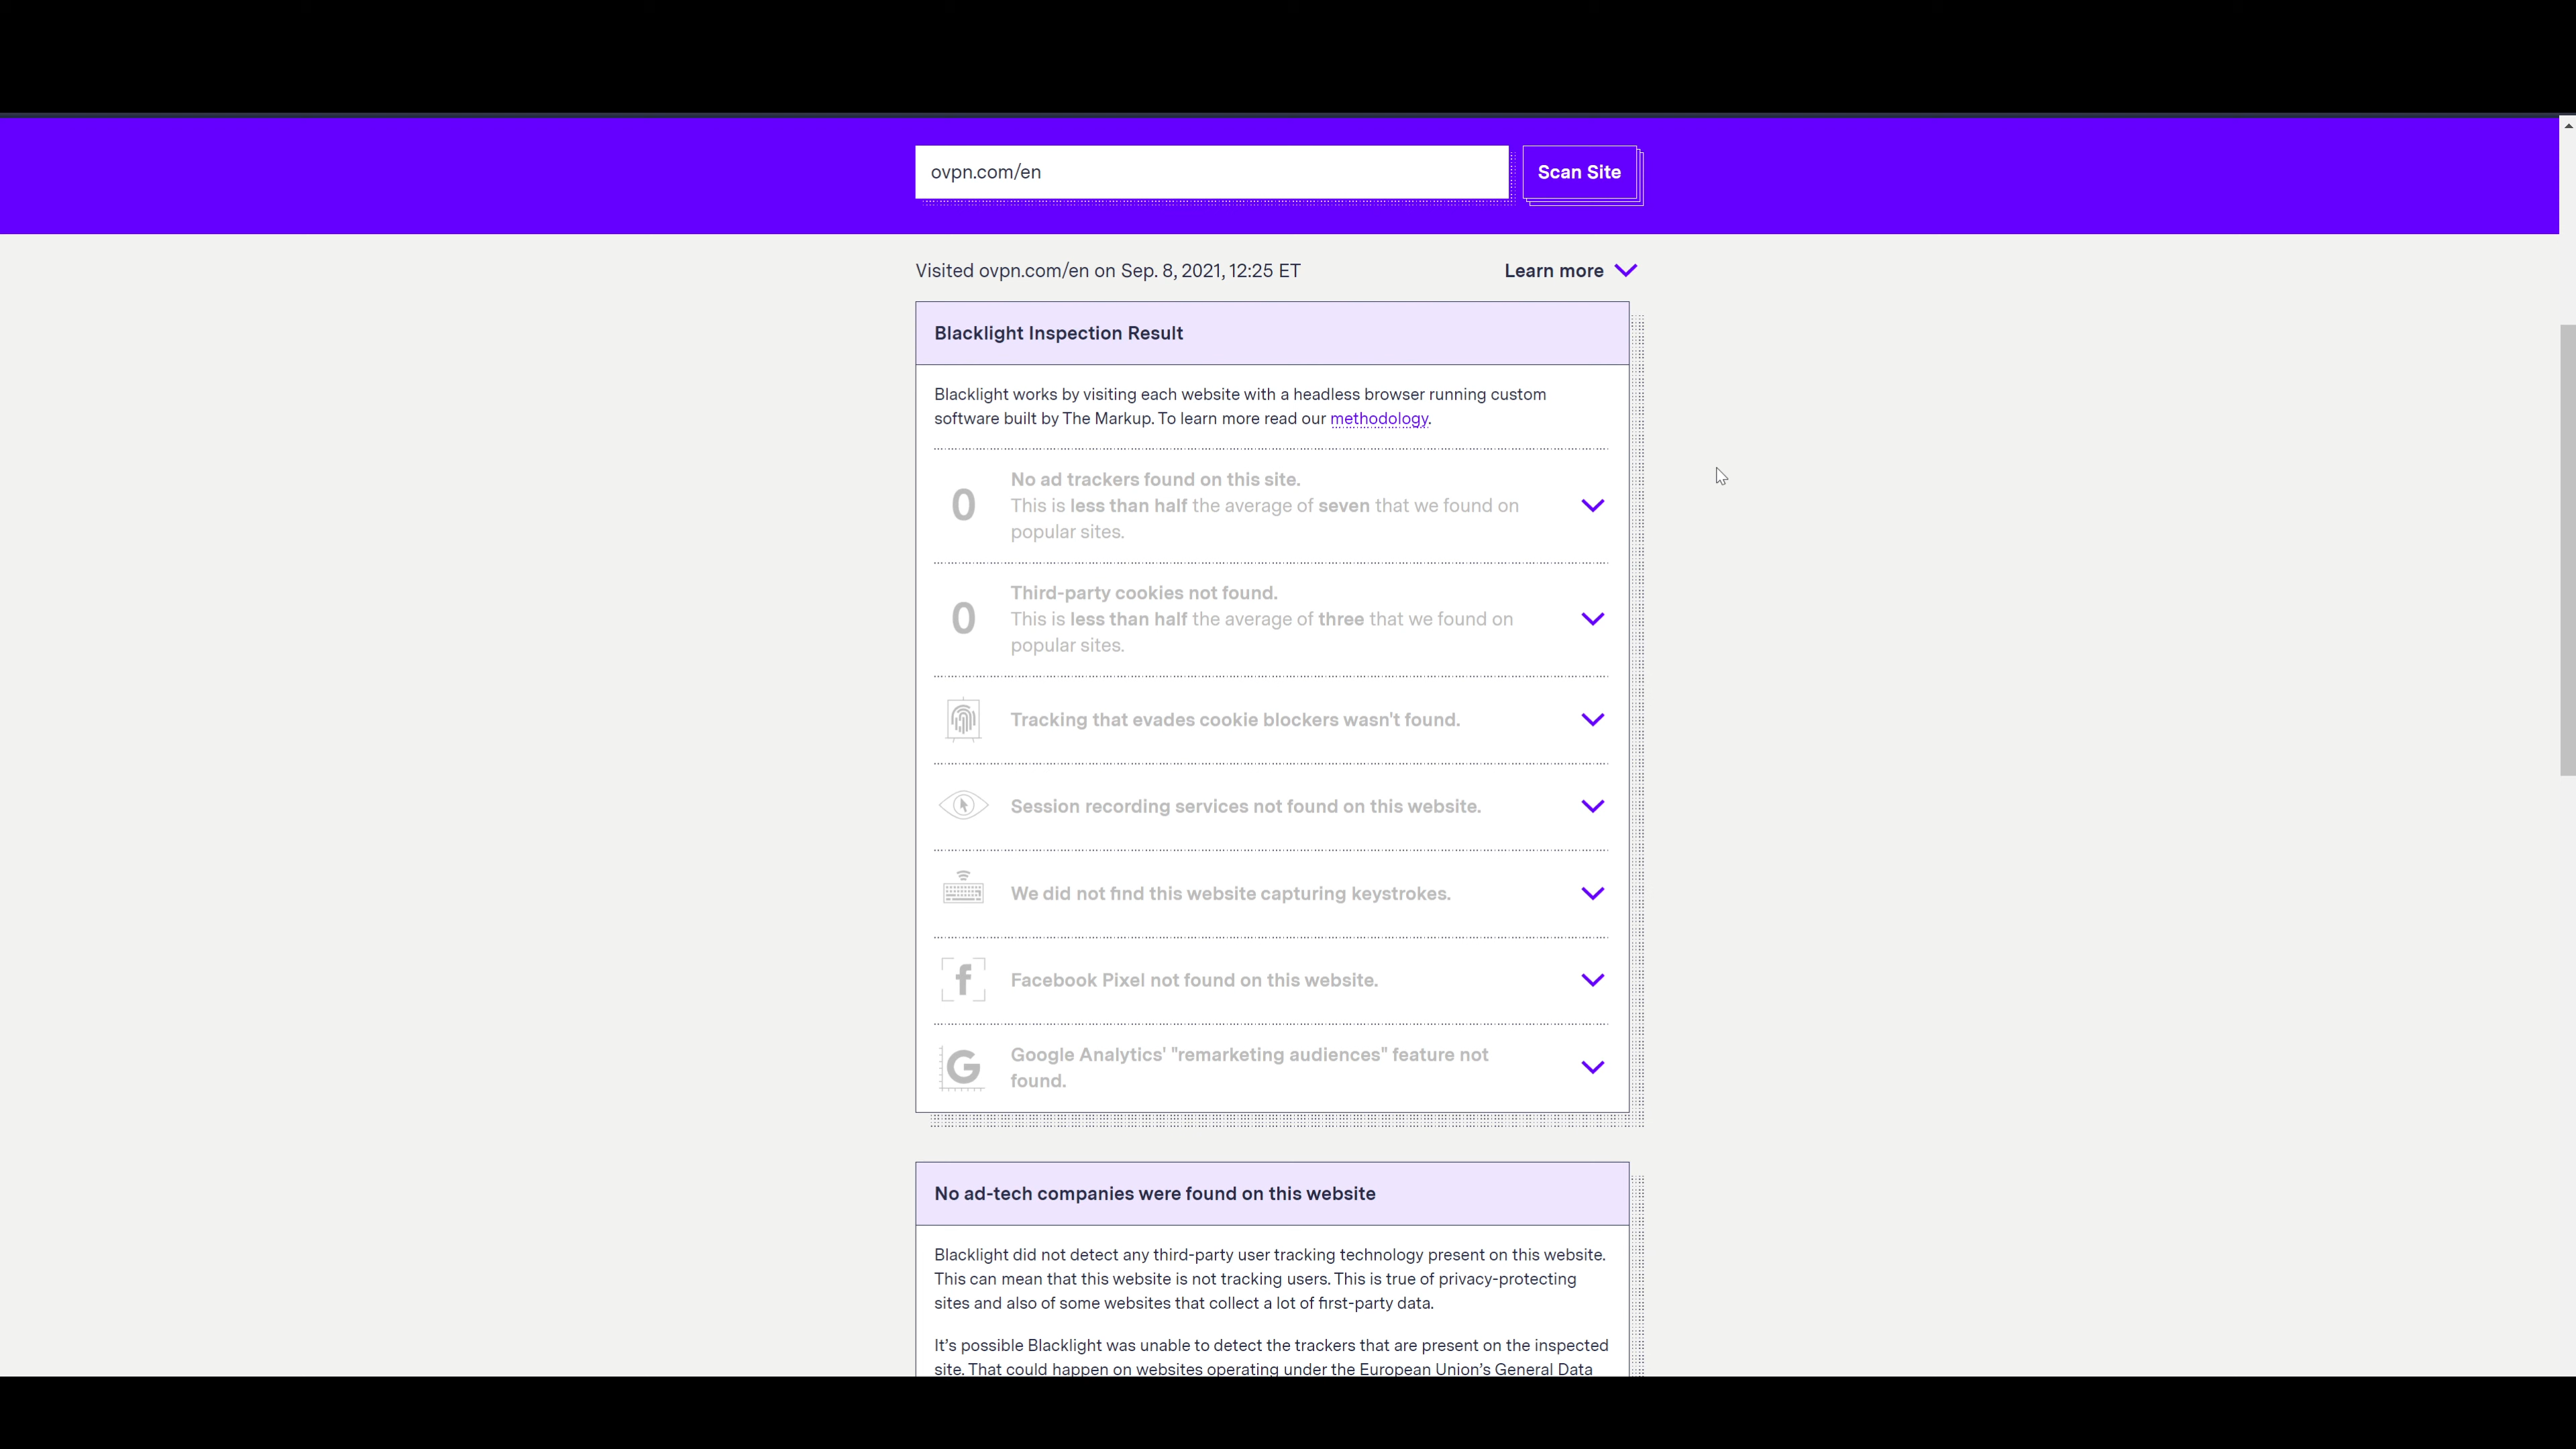 ovpn.com/en
Scan Site
Visited ovpn.com/en on Sep. 8, 2021, 12:25 ET
Learn more
Blacklight Inspection Result
Blacklight works by visiting each website with a headless browser running custom
software built by The Markup. To learn more read our methodology.
0
No ad trackers found on this site.
This is less than half the average of seven that we found on
popular sites.
0
Third-party cookies not found.
This is less than half the average of three that we found on
popular sites.
Tracking that evades cookie blockers wasn't found.
Session recording services not found on this website.
We did not find this website capturing keystrokes.
f
Facebook Pixel not found on this website.
G
Google Analytics' "remarketing audiences" feature not
found.
No ad-tech companies were found on this website
Blacklight did not detect any third-party user tracking technology present on this website.
This can mean that this website is not tracking users. This is true of privacy-protecting
sites and also of some websites that collect a lot of first-party data.
It's possible Blacklight was unable to detect the trackers that are present on the inspected
site. That could happen on websites operating under the European Union's General Data